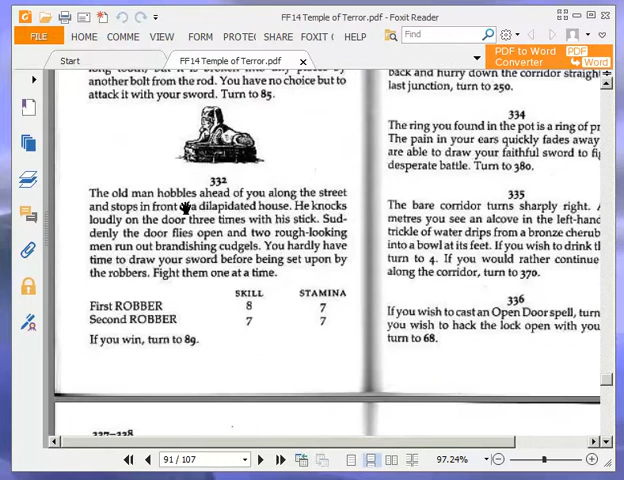 FF14 Temple of Terror.pdf - Foxit Reader
FILE HOME COMME VIEW FORM PROTEC SHARE FOXIT C HELP Find
Start FF14 Temple of Terror.pdf
PDF to Word Converter PDF Word
another bolt from the rod. You have no choice but to
attack it with your sword. Turn to 85.
332
The old man hobbles ahead of you along the street
and stops in front of a dilapidated house. He knocks
loudly on the door three times with his stick. Sud-
denly the door flies open and two rough-looking
men run out brandishing cudgels. You hardly have
time to draw your sword before being set upon by
the robbers. Fight them one at a time.
SKILL STAMINA
First ROBBER 8 7
Second ROBBER 7 7
If you win, turn to 89.
back and hurry down the corridor straigh
last junction, turn to 250.
334
The ring you found in the pot is a ring of pr
The pain in your ears quickly fades away
are able to draw your faithful sword to fig
desperate battle. Turn to 380.
335
The bare corridor turns sharply right. A
metres you see an alcove in the left-hand
trickle of water drips from a bronze cherub
into a bowl at its feet. If you wish to drink t
turn to 4. If you would rather continue
along the corridor, turn to 370.
336
If you wish to cast an Open Door spell, turn
you wish to hack the lock open with you
turn to 68.
337-338
91 / 107 97.24%